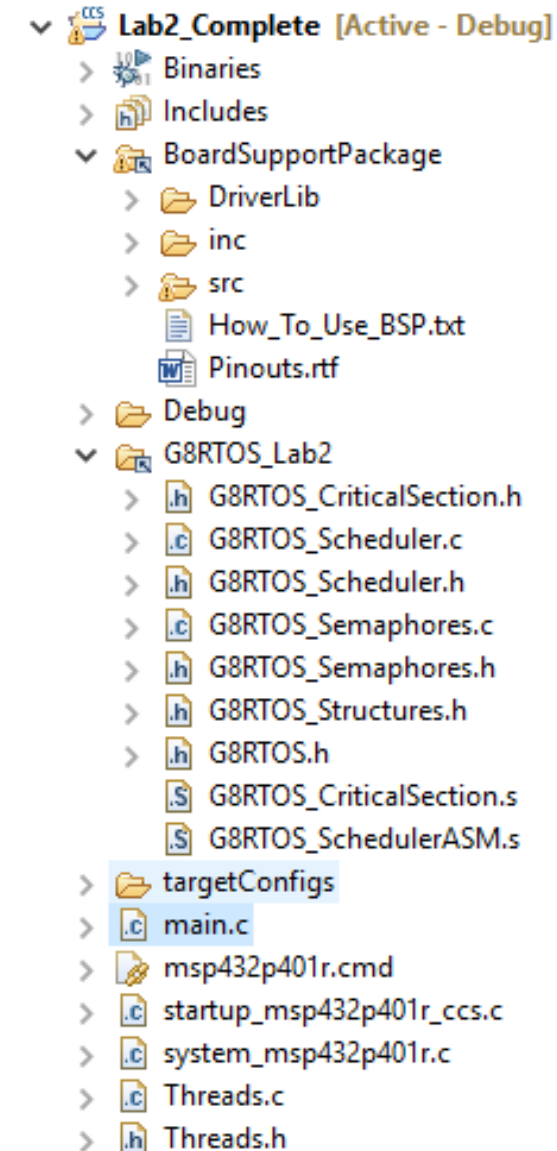 Lab2_Complete [Active - Debug]
Binaries
Includes
BoardSupportPackage
DriverLib
inc
src
How_To_Use_BSP.txt
Pinouts.rtf
Debug
G8RTOS_Lab2
G8RTOS_CriticalSection.h
G8RTOS_Scheduler.c
G8RTOS_Scheduler.h
G8RTOS_Semaphores.c
G8RTOS_Semaphores.h
G8RTOS_Structures.h
G8RTOS.h
G8RTOS_CriticalSection.s
G8RTOS_SchedulerASM.s
targetConfigs
main.c
msp432p401r.cmd
startup_msp432p401r_ccs.c
system_msp432p401r.c
Threads.c
Threads.h